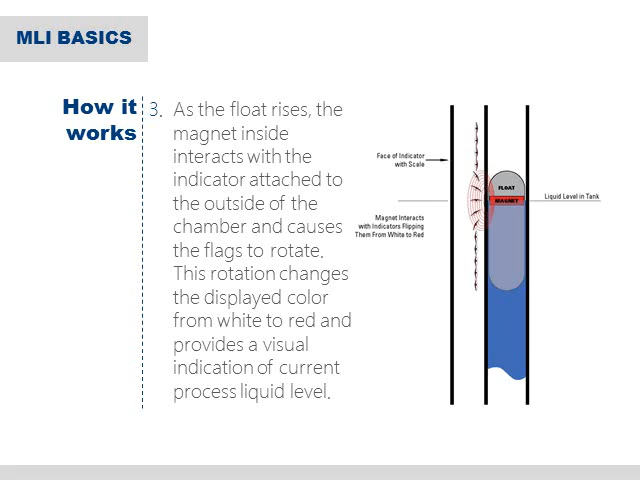 MLI BASICS
How it
works
3. As the float rises, the
magnet inside
interacts with the
indicator attached to
the outside of the
chamber and causes
the flags to rotate.
This rotation changes
the displayed color
from white to red and
provides a visual
indication of current
process liquid level.
Face of Indicator
with Scale
FLOAT
MAGNET
Liquid Level in Tank
Magnet Interacts
with Indicators Flipping
Them From White to Red